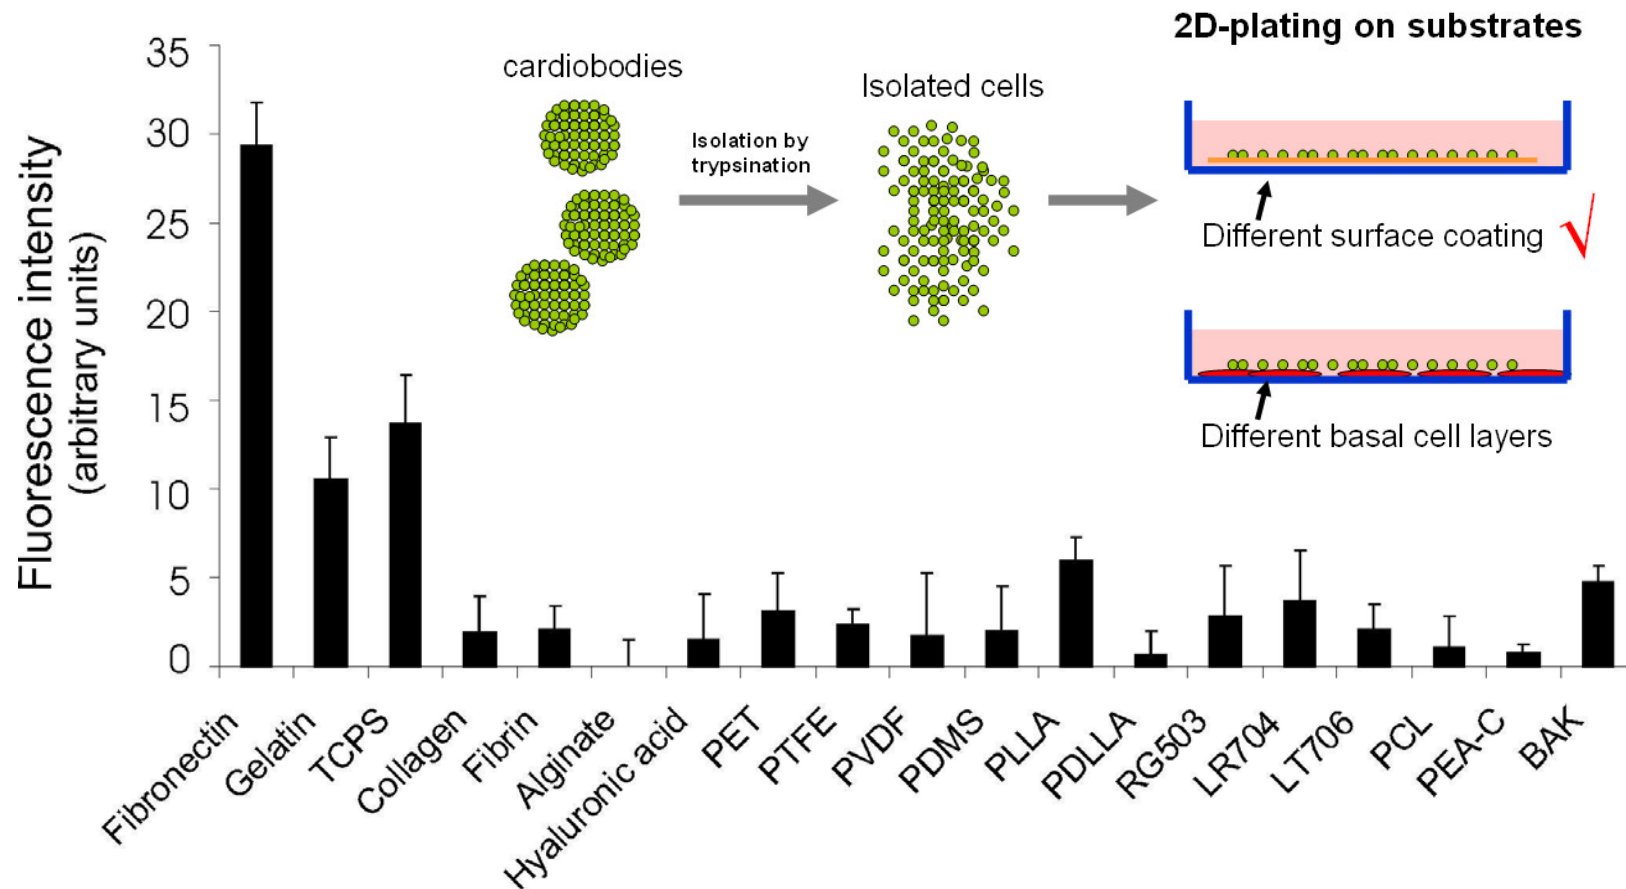 2D-plating on substrates
cardiobodies
Isolated cells
Isolation by
trypsination
Different surface coating
√
Different basal cell layers
Fluorescence intensity
(arbitrary units)
35
30
25
20
15
10
5
0
Fibronectin
Gelatin
TCPS
Collagen
Fibrin
Alginate
Hyaluronic acid
PET
PTFE
PVDF
PDMS
PLLA
PDLLA
RG503
LR704
LT706
PCL
PEA-C
BAK